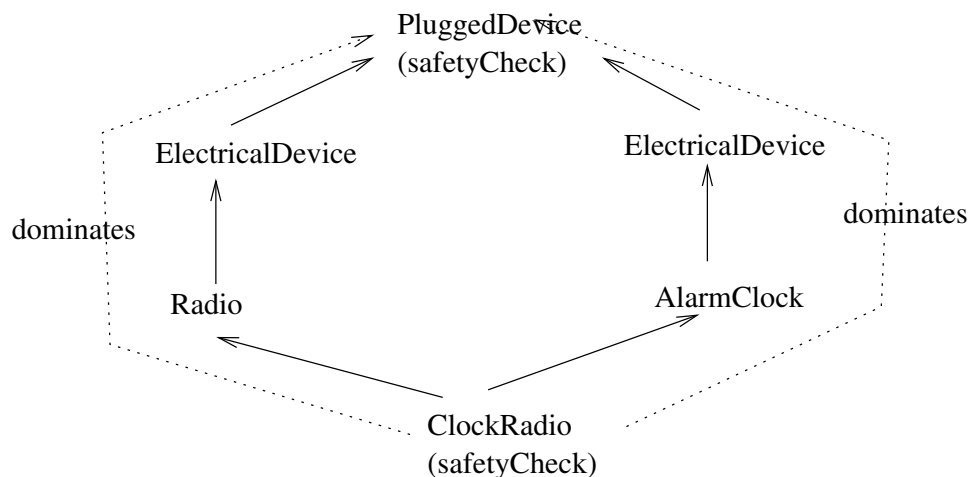 PluggedDevice
(safetyCheck)
ElectricalDevice
ElectricalDevice
dominates
dominates
Radio
AlarmClock
ClockRadio
(safetyCheck)